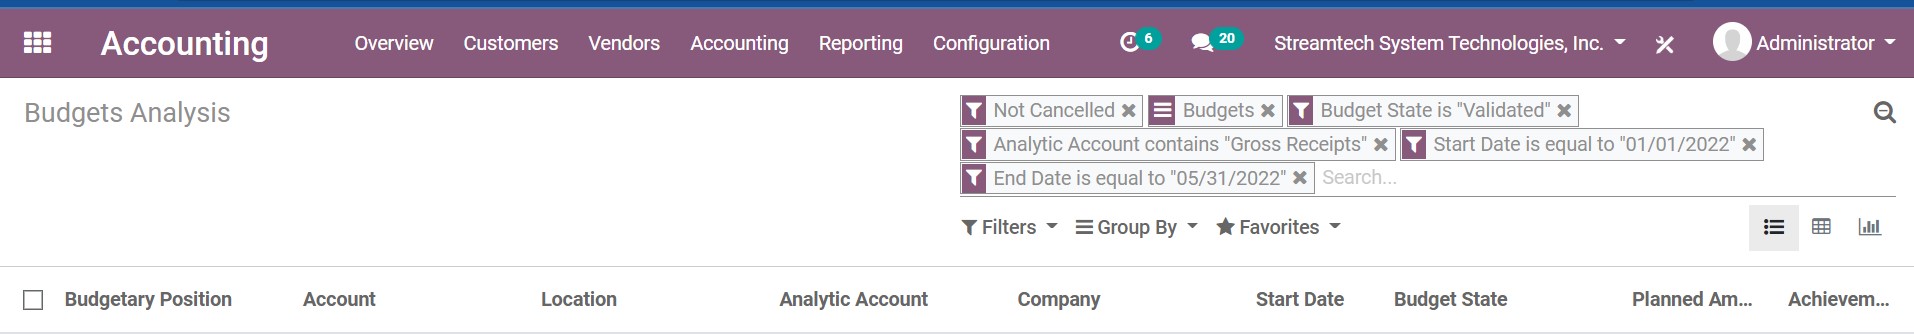 Accounting Overview Customers Vendors Accounting Reporting Configuration 6 20 Streamtech System Technologies, Inc. Administrator
Budgets Analysis
Not Cancelled Budgets Budget State is "Validated"
Analytic Account contains "Gross Receipts" Start Date is equal to "01/01/2022"
End Date is equal to "05/31/2022" Search...
Filters Group By Favorites
Budgetary Position Account Location Analytic Account Company Start Date Budget State Planned Am... Achievem...